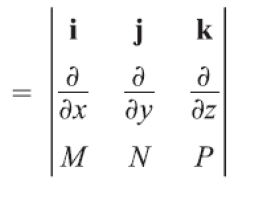 = | i j k |
| ∂/∂x ∂/∂y ∂/∂z |
| M N P |